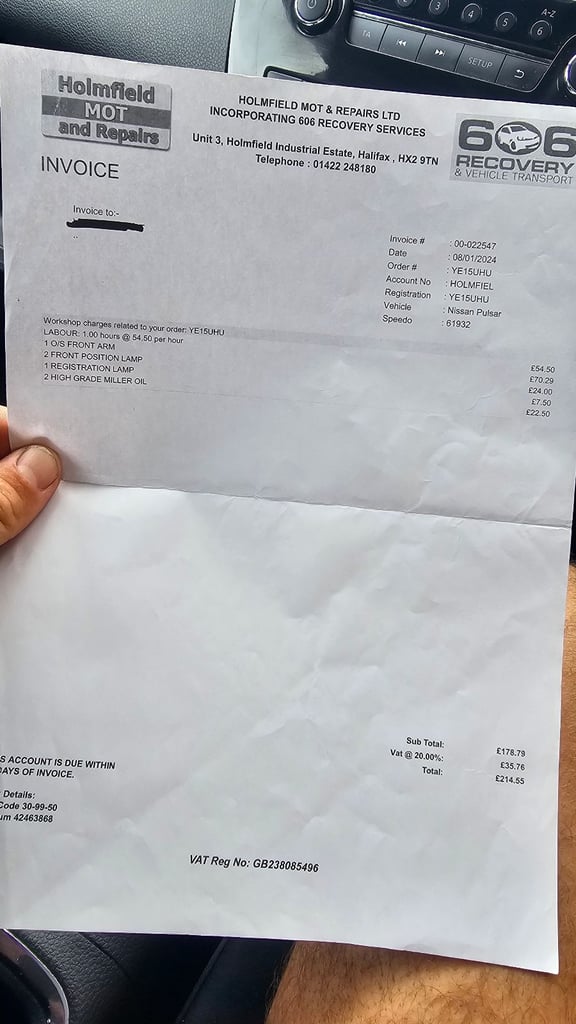 A-Z
3
4
5
6
TA
SETUP
Holmfield
MOT
and Repairs
HOLMFIELD MOT & REPAIRS LTD
INCORPORATING 606 RECOVERY SERVICES
Unit 3, Holmfield Industrial Estate, Halifax , HX2 9TN
Telephone : 01422 248180
606
RECOVERY
& VEHICLE TRANSPORT
INVOICE
Invoice to:-
..
Invoice # : 00-022547
Date : 08/01/2024
Order # : YE15UHU
Account No : HOLMFIEL
Registration : YE15UHU
Vehicle : Nissan Pulsar
Speedo : 61932
Workshop charges related to your order: YE15UHU
LABOUR: 1.00 hours @ 54.50 per hour £54.50
1 O/S FRONT ARM £70.29
2 FRONT POSITION LAMP £24.00
1 REGISTRATION LAMP £7.50
2 HIGH GRADE MILLER OIL £22.50
Sub Total: £178.79
Vat @ 20.00%: £35.76
Total: £214.55
S ACCOUNT IS DUE WITHIN
DAYS OF INVOICE.
Details:
Code 30-99-50
um 42463868
VAT Reg No: GB238085496